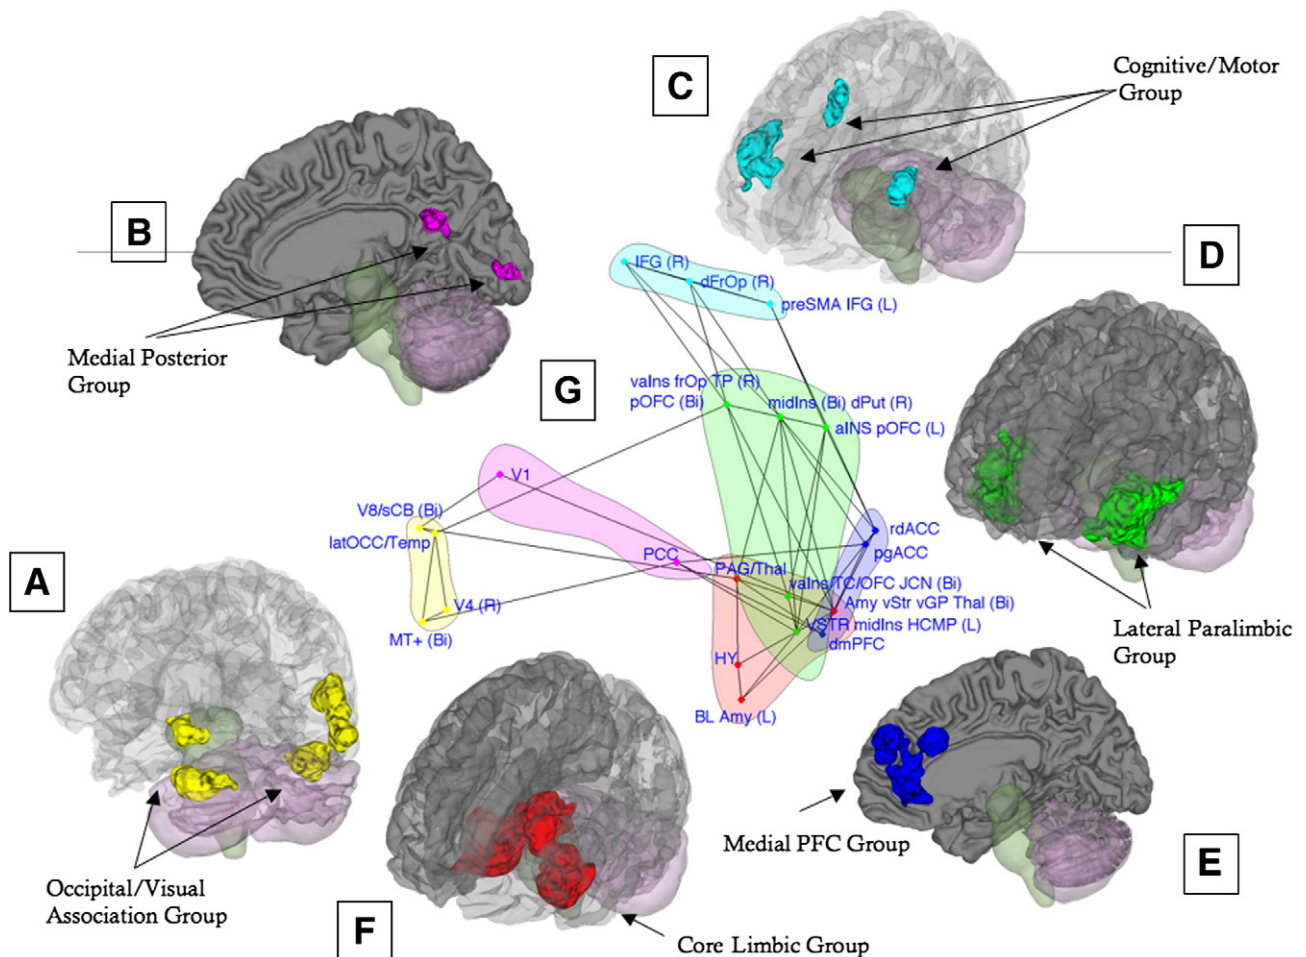 C
Cognitive/Motor
Group
B
D
IFG (R)
dFrOp (R)
preSMA IFG (L)
Medial Posterior
Group
G
vaIns frOp TP (R)
pOFC (Bi)
midIns (Bi) dPut (R)
aINS pOFC (L)
V1
V8/sCB (Bi)
latOCC/Temp
rdACC
pgACC
PCC
PAG/Thal
A
vaIns/TC/OFC JCN (Bi)
Amy vStr vGP Thal (Bi)
V4 (R)
VSTR midIns HCMP (L)
MT+ (Bi)
dmPFC
Lateral Paralimbic
Group
HY
BL Amy (L)
Medial PFC Group
E
Occipital/Visual
Association Group
F
Core Limbic Group